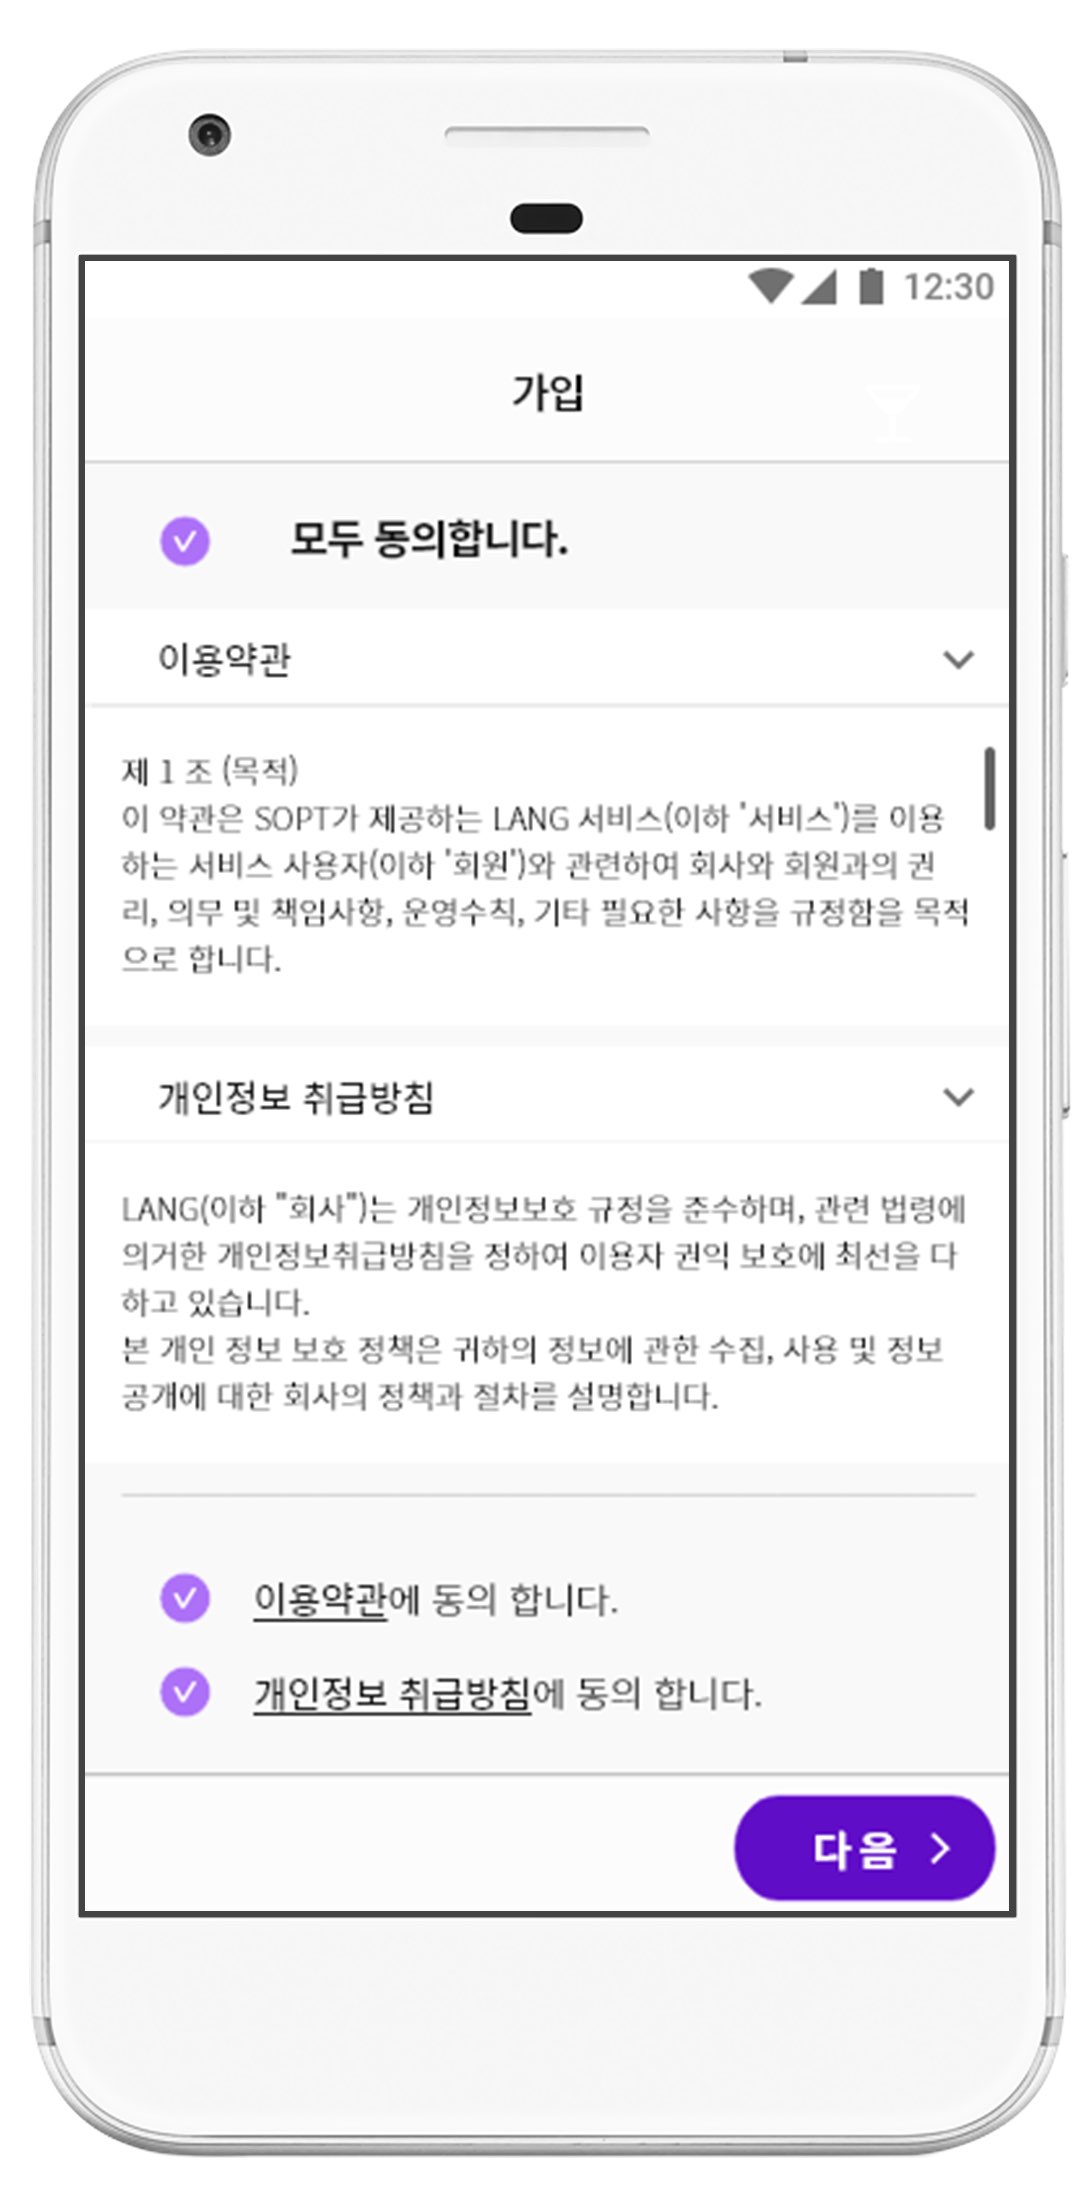 12:30
가입
모두 동의합니다.
이용약관
제 1 조 (목적)
이 약관은 SOPT가 제공하는 LANG 서비스(이하 '서비스')를 이용
하는 서비스 사용자(이하 '회원')와 관련하여 회사와 회원과의 권
리, 의무 및 책임사항, 운영수칙, 기타 필요한 사항을 규정함을 목적
으로 합니다.
개인정보 취급방침
LANG(이하 "회사")는 개인정보보호 규정을 준수하며, 관련 법령에
의거한 개인정보취급방침을 정하여 이용자 권익 보호에 최선을 다
하고 있습니다.
본 개인 정보 보호 정책은 귀하의 정보에 관한 수집, 사용 및 정보
공개에 대한 회사의 정책과 절차를 설명합니다.
이용약관에 동의 합니다.
개인정보 취급방침에 동의 합니다.
다음